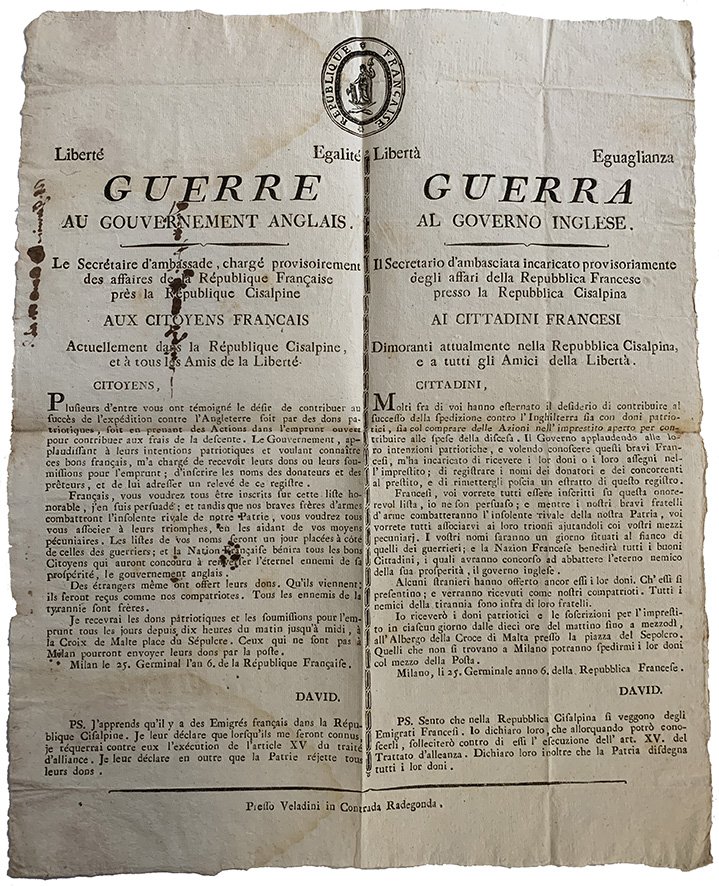 RÉPUBLIQUE FRANÇAISE
Liberté Egalité
GUERRE
AU GOUVERNEMENT ANGLAIS.
Le Secrétaire d'ambassade, chargé provisoirement
des affaires de la République Française
près la République Cisalpine
AUX CITOYENS FRANÇAIS
Actuellement dans la République Cisalpine,
et à tous les Amis de la Liberté.
CITOYENS,
Plusieurs d'entre vous ont témoigné le désir de contribuer au
succès de l'expédition contre l'Angleterre soit par des dons pa-
triotiques, soit en prenant des Actions dans l'emprunt ouvert
pour contribuer aux frais de la descente. Le Gouvernement, ap-
plaudissant à leurs intentions patriotiques et voulant connaître
ces bons français, m'a chargé de recevoir leurs dons ou leurs sou-
missions pour l'emprunt; d'inscrire les noms des donateurs et des
prêteurs, et de lui adresser un relevé de ce registre.
Français, vous voudrez tous être inscrits sur cette liste ho-
norable, j'en suis persuadé; et tandis que nos braves frères d'armes
combattront l'insolente rivale de notre Patrie, vous voudrez tous
vous associer à leurs triomphes, en les aidant de vos moyens
pécuniaires. Les listes de vos noms seront un jour placées à côté
de celles des guerriers; et la Nation Française bénira tous les bons
Citoyens qui auront concouru à renverser l'éternel ennemi de sa
prospérité, le gouvernement anglais.
Des étrangers même ont offert leurs dons. Qu'ils viennent;
ils seront reçus comme nos compatriotes. Tous les ennemis de la
tyrannie sont frères.
Je recevrai les dons patriotiques et les soumissions pour l'em-
prunt tous les jours depuis, dix heures du matin jusqu'à midi, à
la Croix de Malte place du Sépulcre. Ceux qui ne sont pas à
Milan pourront envoyer leurs dons par la poste.
Milan le 25. Germinal l'an 6. de la République Française.
DAVID.
PS. J'apprends qu'il y a des Emigrés français dans la Répu-
blique Cisalpine. Je leur déclare que lorsqu'ils me seront connus,
je réquerrai contre eux l'exécution de l'article XV du traité
d'alliance. Je leur déclare en outre que la Patrie réjette tous
leurs dons.
Libertà Eguaglianza
GUERRA
AL GOVERNO INGLESE.
Il Secretario d'ambasciata incaricato provisoriamente
degli affari della Repubblica Francese
presso la Repubblica Cisalpina
AI CITTADINI FRANCESI
Dimoranti attualmente nella Repubblica Cisalpina,
e a tutti gli Amici della Libertà.
CITTADINI,
Molti fra di voi hanno esternato il desiderio di contribuire al
successo della spedizione contro l'Inghilterra sia con doni patrio-
tici, sia col comprare delle Azioni nell'imprestito aperto per con-
tribuire alle spese della discesa. Il Governo applaudendo alle lo-
ro intenzioni patriotiche, e volendo conoscere questi bravi Fran-
cesi, m'ha incaricato di ricevere i lor doni o i loro assegni nel-
l'imprestito; di registrare i nomi dei donatori e dei concorrenti
al prestito, e di rimettergli poscia un estratto di questo registro.
Francesi, voi vorrete tutti essere inseritti su questa onore-
revol lista, io ne son persuaso; e mentre i nostri bravi fratelli
d'arme combatteranno l'insolente rivale della nostra Patria, voi
vorrete tutti associarvi ai loro trionfi ajutandoli coi vostri mezzi
pecuniarj. I vostri nomi saranno un giorno situati al fianco di
quelli dei guerrieri; e la Nazion Francese benedirà tutti i buoni
Cittadini, i quali avranno concorso ad abbattere l'eterno nemico
della sua prosperità, il governo inglese.
Alcuni stranieri hanno offerto ancor essi i lor doni. Ch' essi si
presentino; e verranno ricevuti come nostri compatrioti. Tutti i
nemici della tirannia sono infra di loro fratelli.
Io riceverò i doni patriotici e le soscrizioni per l'impresti-
to in ciascun giorno dalle dieci ore del mattino sino a mezzodì,
all'Albergo della Croce di Malta presso la piazza del Sepolcro.
Quelli che non si trovano a Milano potranno spedirmi i lor doni
col mezzo della Posta.
Milano, li 25. Germinale anno 6. della Repubblica Francese.
DAVID.
PS. Sento che nella Repubblica Cisalpina si veggono degli
Emigrati Francesi. Io dichiaro loro, che allorquando potrò cono-
scerli, solleciterò contro di essi l' esecuzione dell' art. XV. del
Trattato d'alleanza. Dichiaro loro inoltre che la Patria disdegna
tutti i lor doni.
Presso Veladini in Contrada Radegonda.